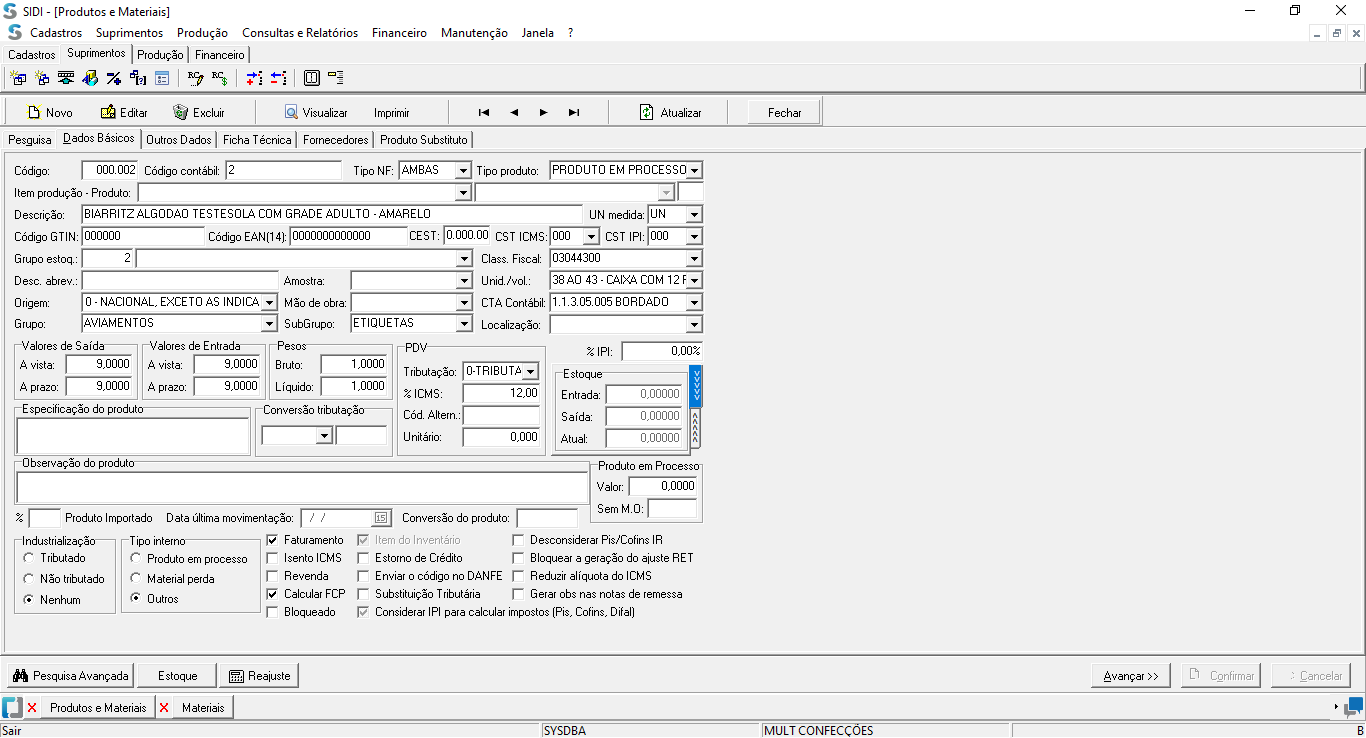 SIDI - [Produtos e Materiais]
Cadastros Suprimentos Produção Consultas e Relatórios Financeiro Manutenção Janela ?
Cadastros Suprimentos Produção Financeiro
Novo Editar Excluir Visualizar Imprimir Atualizar Fechar
Pesquisa Dados Básicos Outros Dados Ficha Técnica Fornecedores Produto Substituto
Código: 000.002 Código contábil: 2 Tipo NF: AMBAS Tipo produto: PRODUTO EM PROCESSO
Item produção - Produto:
Descrição: BIARRITZ ALGODAO TESTESOLA COM GRADE ADULTO - AMARELO UN medida: UN
Código GTIN: 000000 Código EAN(14): 0000000000000 CEST: 0.000.00 CST ICMS: 000 CST IPI: 000
Grupo estoq.: 2 Class. Fiscal: 03044300
Desc. abrev.: Amostra: Unid./vol.: 38 AO 43 - CAIXA COM 12 F
Origem: 0 - NACIONAL, EXCETO AS INDICA Mão de obra: CTA Contábil: 1.1.3.05.005 BORDADO
Grupo: AVIAMENTOS SubGrupo: ETIQUETAS Localização:
Valores de Saída Valores de Entrada Pesos PDV % IPI: 0,00%
A vista: 9,0000 A vista: 9,0000 Bruto: 1,0000 Tributação: 0-TRIBUTA Estoque
A prazo: 9,0000 A prazo: 9,0000 Líquido: 1,0000 % ICMS: 12,00 Entrada: 0,00000
Especificação do produto Conversão tributação Cód. Altern.: Saída: 0,00000
Unitário: 0,000 Atual: 0,00000
Observação do produto Produto em Processo
Valor: 0,0000
Sem M.O:
% Produto Importado Data última movimentação: / / 15 Conversão do produto:
Industrialização Tipo interno Faturamento Item do Inventário Desconsiderar Pis/Cofins IR
Tributado Produto em processo Isento ICMS Estorno de Crédito Bloquear a geração do ajuste RET
Não tributado Material perda Revenda Enviar o código no DANFE Reduzir alíquota do ICMS
Nenhum Outros Calcular FCP Substituição Tributária Gerar obs nas notas de remessa
Bloqueado Considerar IPI para calcular impostos (Pis, Cofins, Difal)
Pesquisa Avançada Estoque Reajuste Avançar >> Confirmar Cancelar
Produtos e Materiais Materiais
Sair SYSDBA MULT CONFECÇÕES B